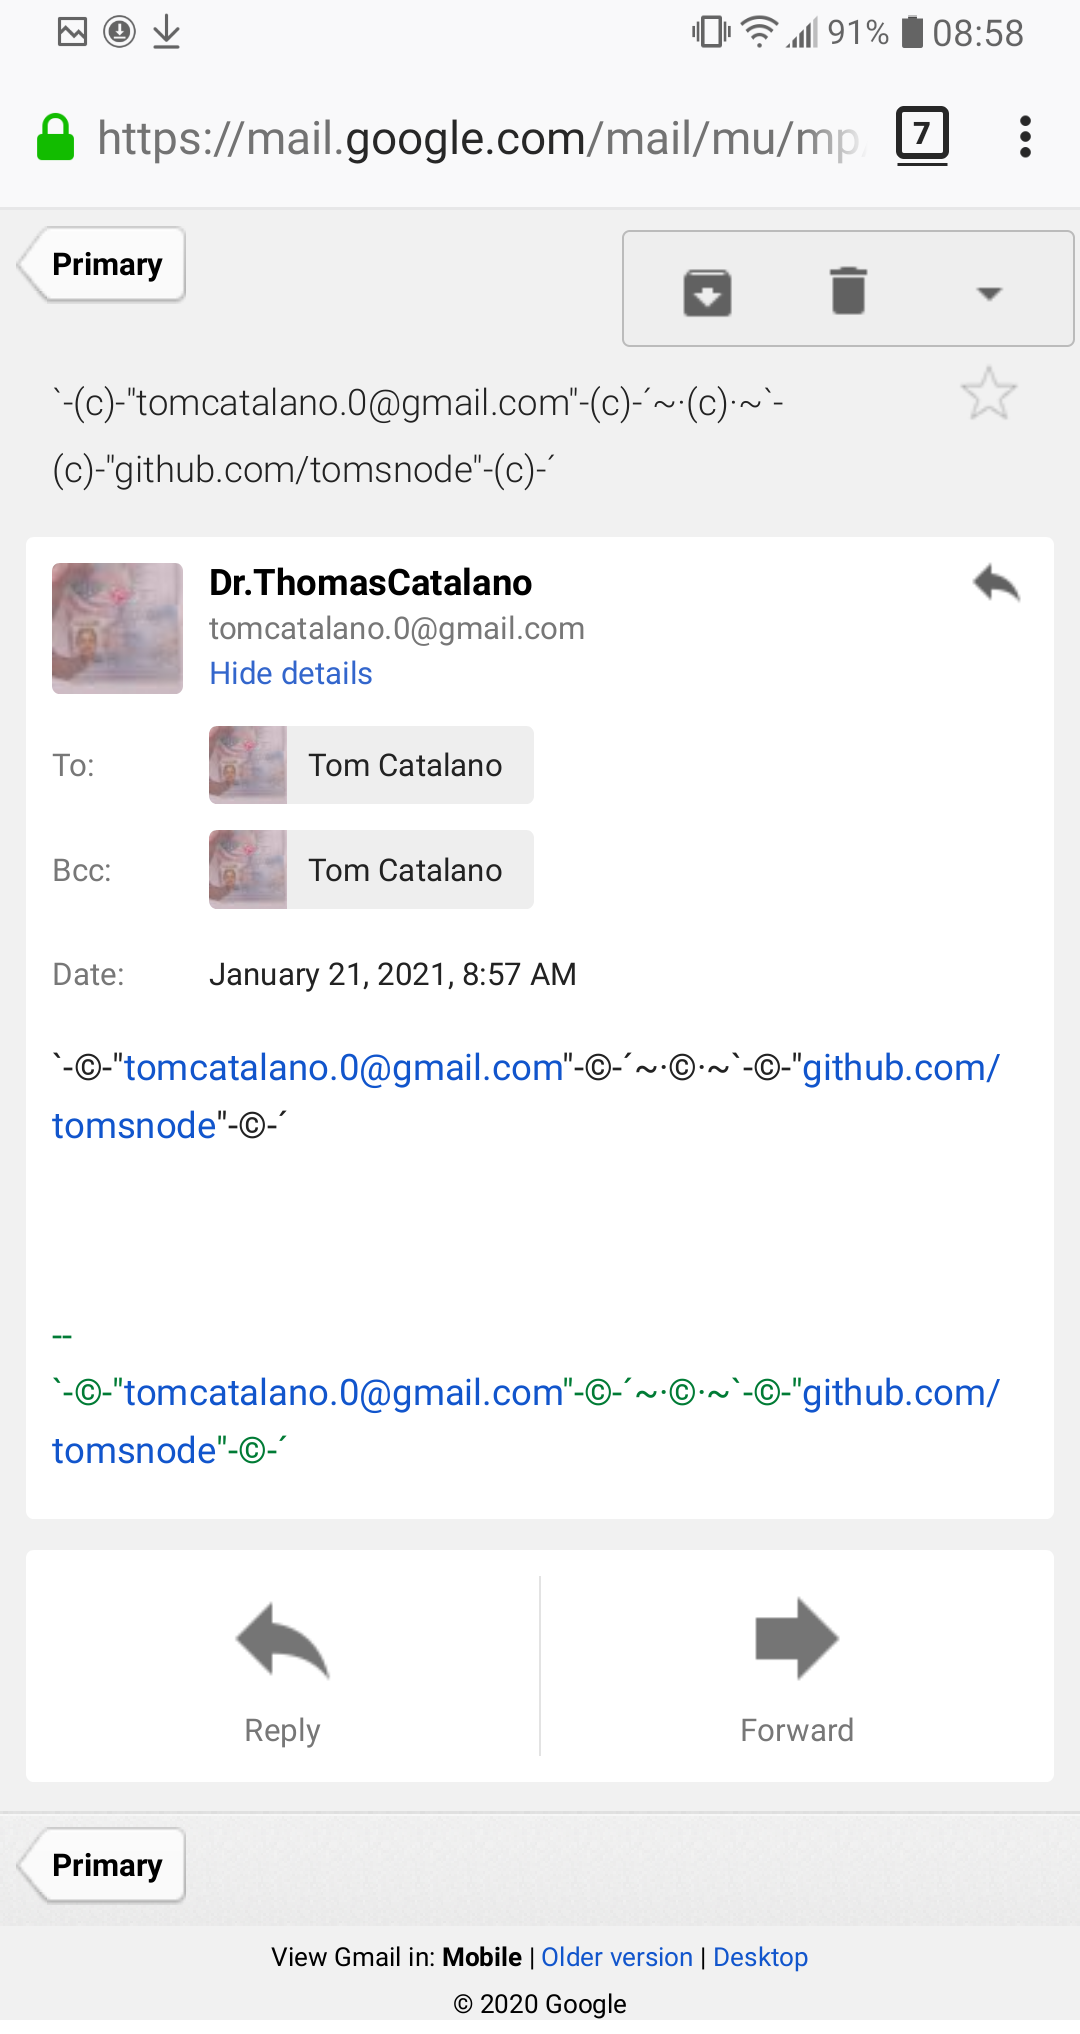 91% 08:58
https://mail.google.com/mail/mu/mp/ 7
Primary
`-(c)-"tomcatalano.0@gmail.com"-(c)-´~·(c)·~`-
(c)-"github.com/tomsnode"-(c)-´
Dr.ThomasCatalano
tomcatalano.0@gmail.com
Hide details
To: Tom Catalano
Bcc: Tom Catalano
Date: January 21, 2021, 8:57 AM
`-©-"tomcatalano.0@gmail.com"-©-´~·©·~`-©-"github.com/
tomsnode"-©-´
--
`-©-"tomcatalano.0@gmail.com"-©-´~·©·~`-©-"github.com/
tomsnode"-©-´
Reply Forward
Primary
View Gmail in: Mobile | Older version | Desktop
© 2020 Google